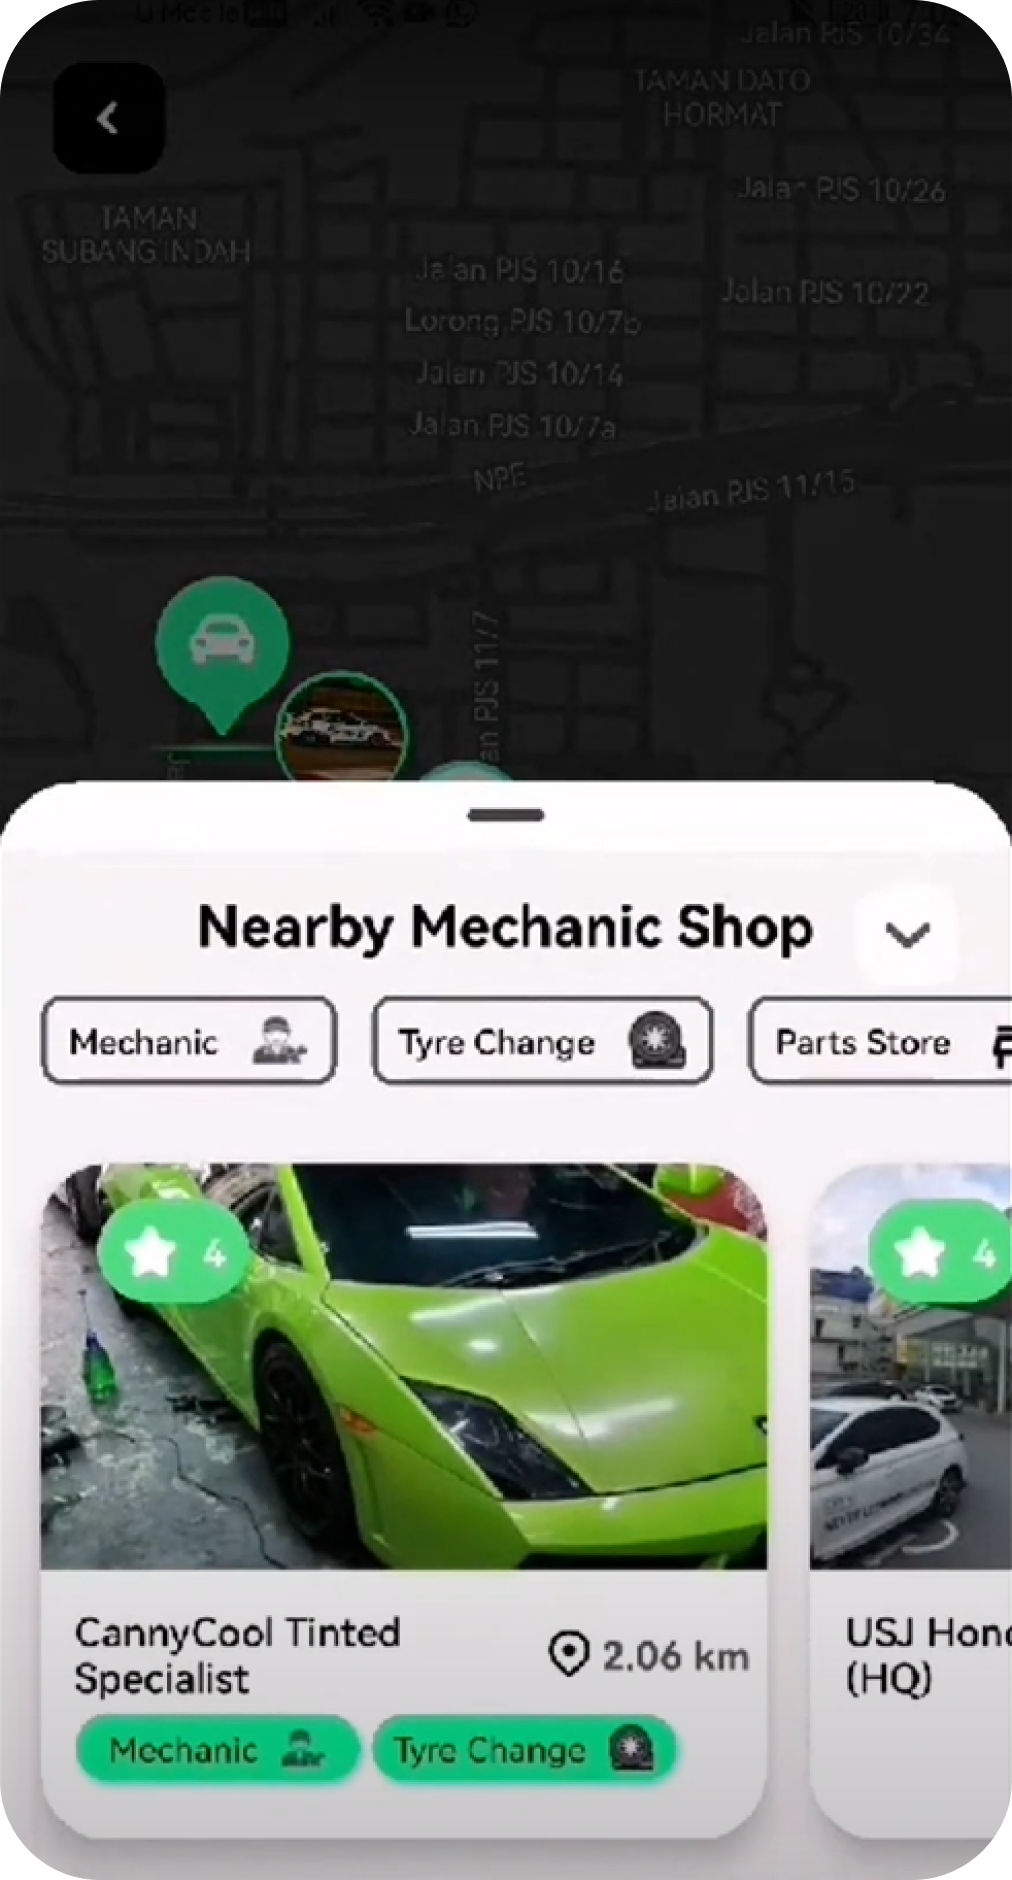 Jalan PJS 10/34
TAMAN DATO
HORMAT
Jalan PJS 10/26
TAMAN
SUBANG INDAH
Jalan PJS 10/16
Jalan PJS 10/22
Lorong PJS 10/7b
Jalan PJS 10/14
Jalan PJS 10/7a
NPE
Jalan PJS 11/15
an PJS 11/7
Ja
Nearby Mechanic Shop
Mechanic
Tyre Change
Parts Store
4
4
CannyCool Tinted
Specialist
2.06 km
USJ Hond
(HQ)
Mechanic
Tyre Change